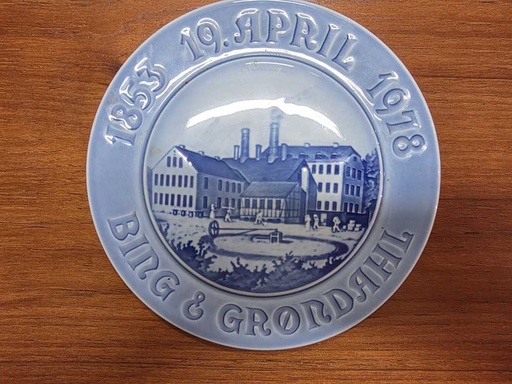 1853 19. APRIL 1978
BING & GRØNDAHL